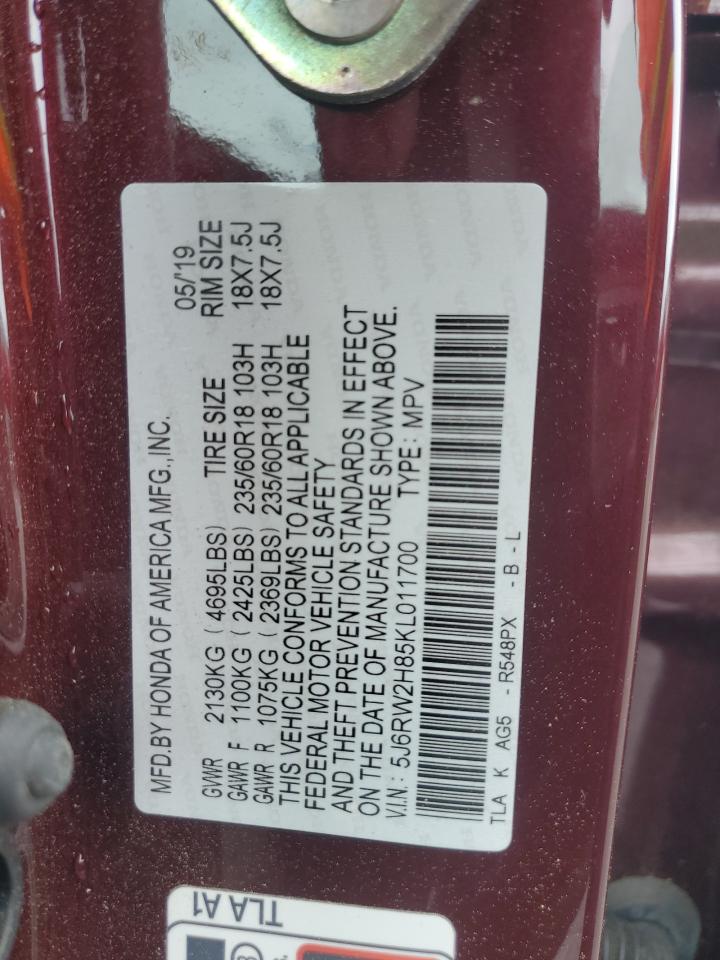 MFD.BY HONDA OF AMERICA MFG.,INC.
05/'19
GVWR 2130KG ( 4695LBS) TIRE SIZE RIM SIZE
GAWR F 1100KG ( 2425LBS) 235/60R18 103H 18X7.5J
GAWR R 1075KG ( 2369LBS) 235/60R18 103H 18X7.5J
THIS VEHICLE CONFORMS TO ALL APPLICABLE
FEDERAL MOTOR VEHICLE SAFETY
AND THEFT PREVENTION STANDARDS IN EFFECT
ON THE DATE OF MANUFACTURE SHOWN ABOVE.
V.I.N.: 5J6RW2H85KL011700 TYPE: MPV
TLA K AG5 - R548PX - B - L
TLA A1